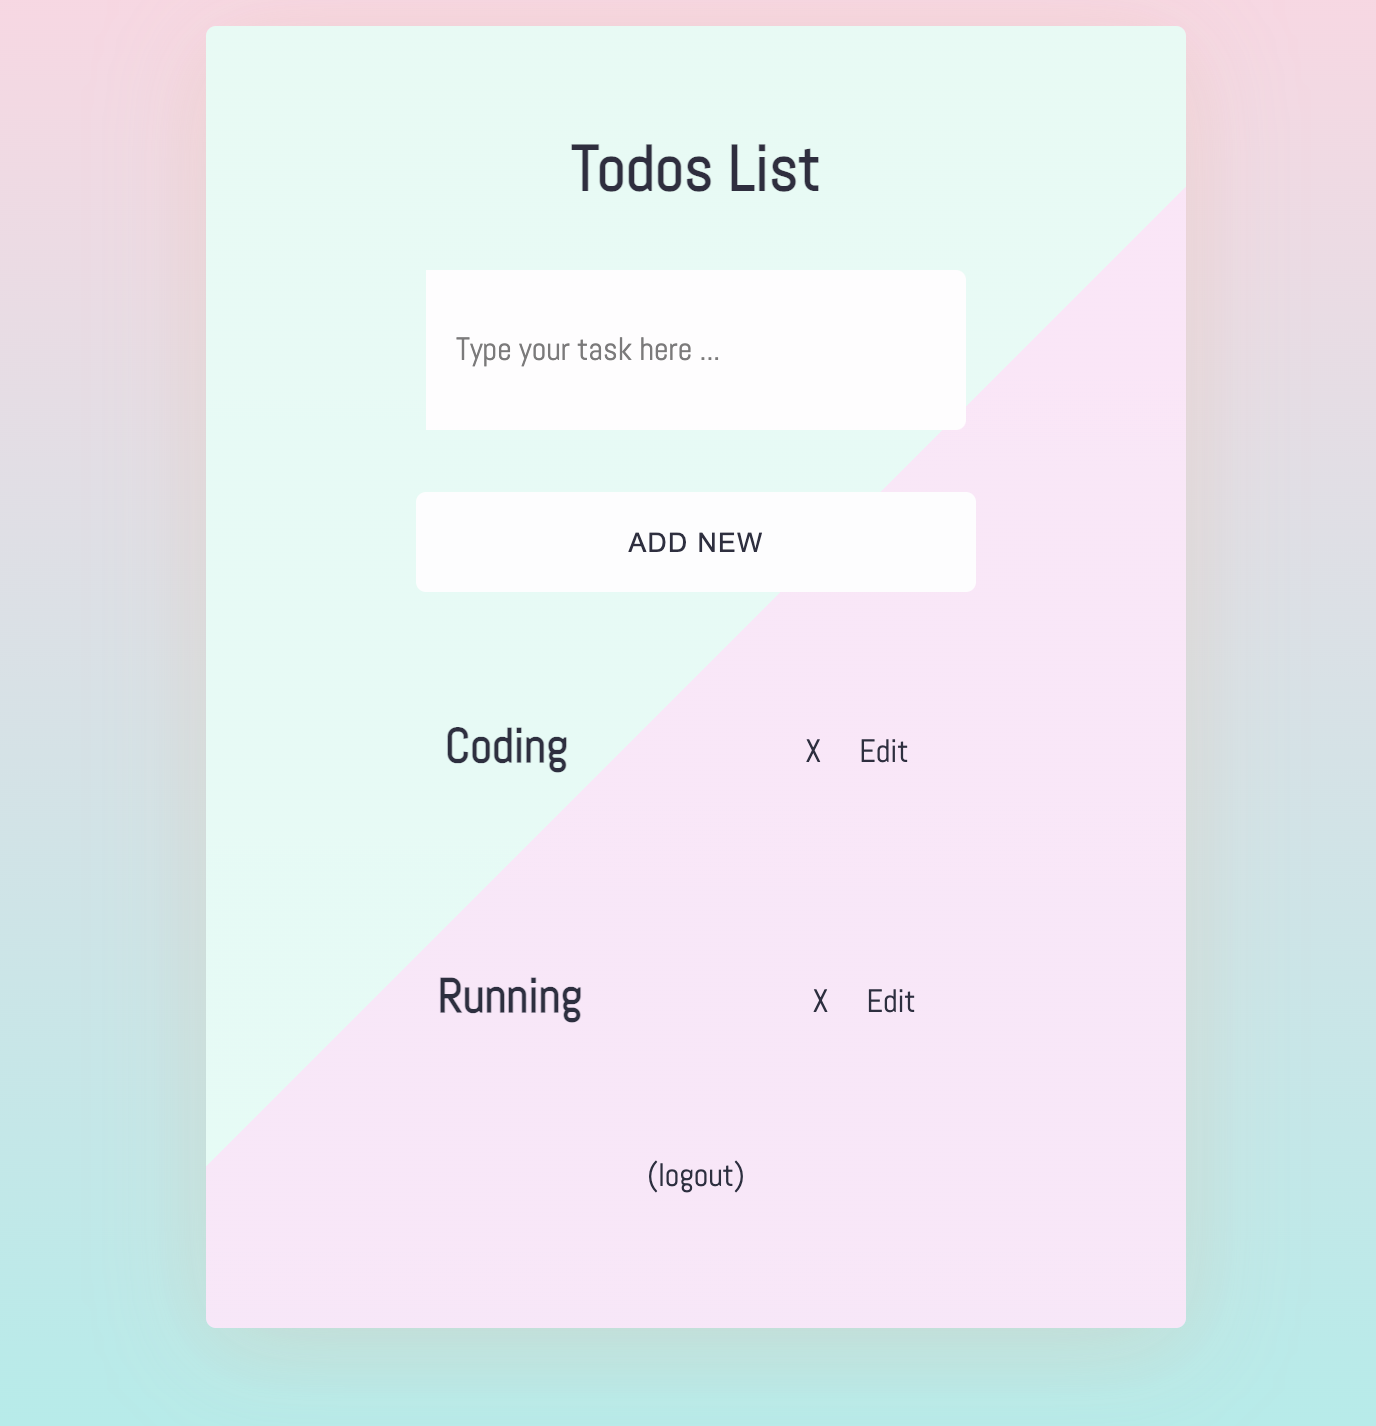 Todos List
Type your task here ...
ADD NEW
Coding X Edit
Running X Edit
(logout)